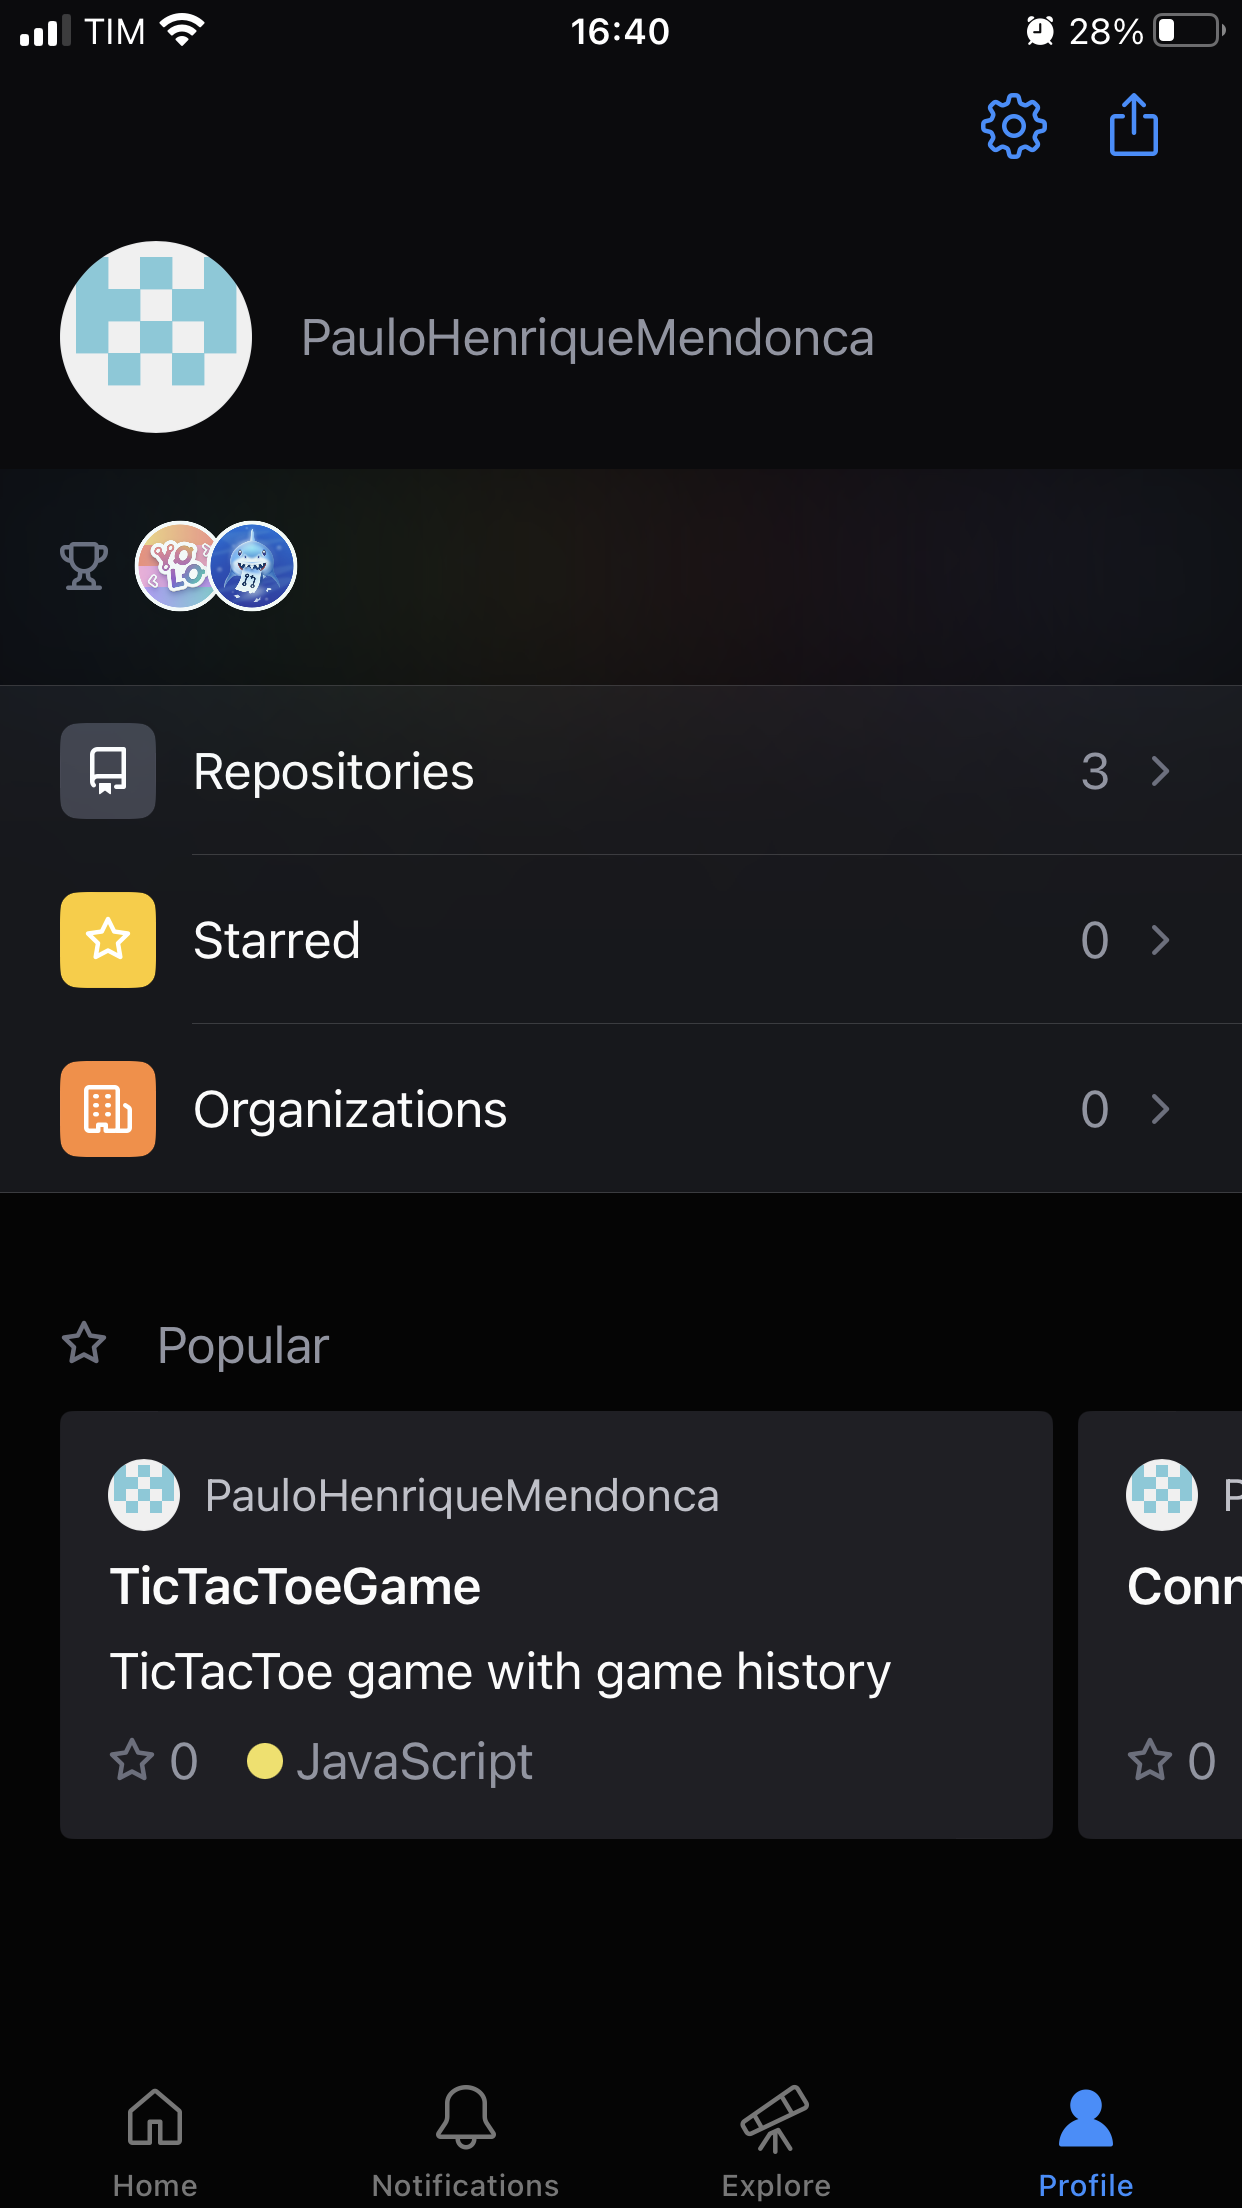 TIM 16:40 28%
PauloHenriqueMendonca
YOLO
Repositories 3
Starred 0
Organizations 0
Popular
PauloHenriqueMendonca P
TicTacToeGame Conn
TicTacToe game with game history
0 JavaScript 0
Home Notifications Explore Profile